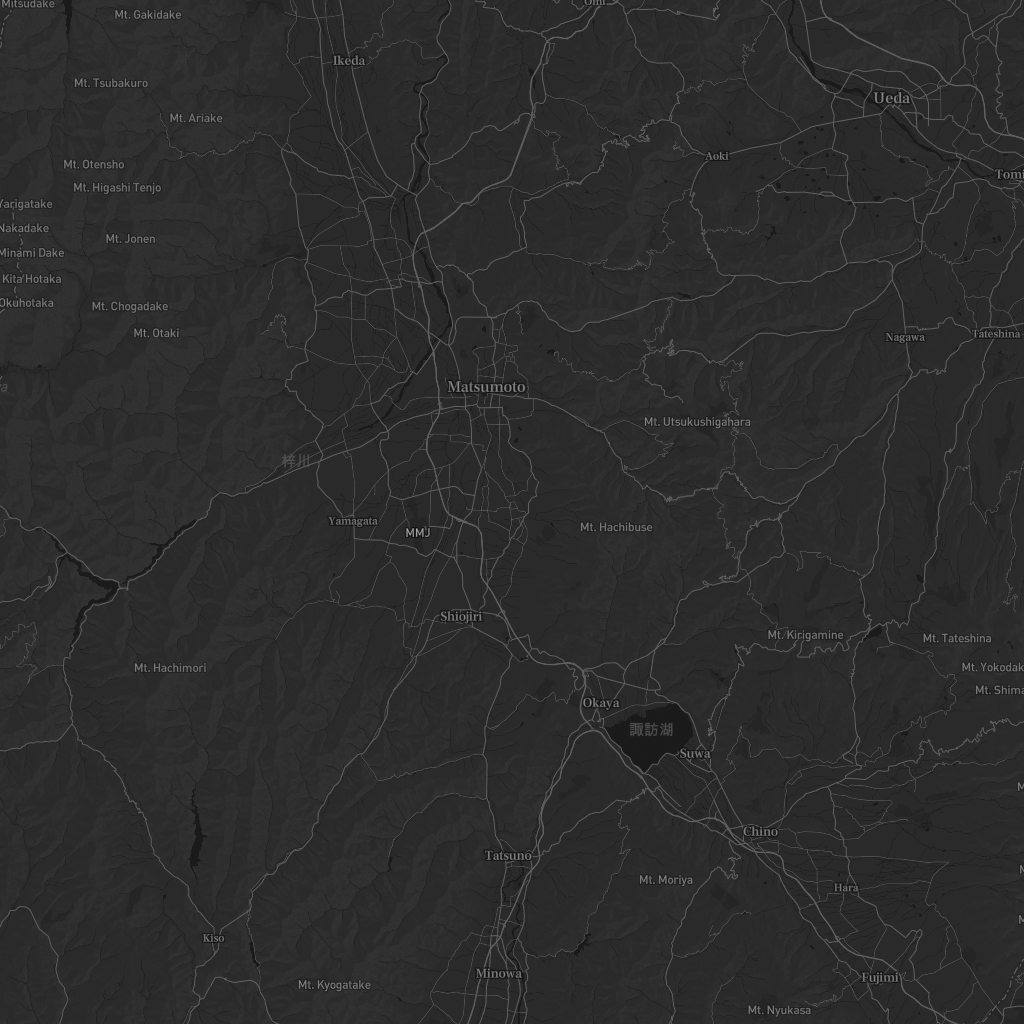 Mitsudake
Mt. Gakidake
Ikeda
Mt. Tsubakuro
Ueda
Mt. Ariake
Aoki
Mt. Otensho
Tomi
Mt. Higashi Tenjo
Yarigatake
Nakadake
Mt. Jonen
Minami Dake
Kita Hotaka
Okuhotaka
Mt. Chogadake
Mt. Otaki
Nagawa
Tateshina
Matsumoto
Mt. Utsukushigahara
梓川
Yamagata
MMJ
Mt. Hachibuse
Shiojiri
Mt. Kirigamine
Mt. Tateshina
Mt. Hachimori
Mt. Yokodak
Mt. Shima
Okaya
諏訪湖
Suwa
Chino
Tatsuno
Mt. Moriya
Hara
Kiso
Minowa
Fujimi
Mt. Kyogatake
Mt. Nyukasa